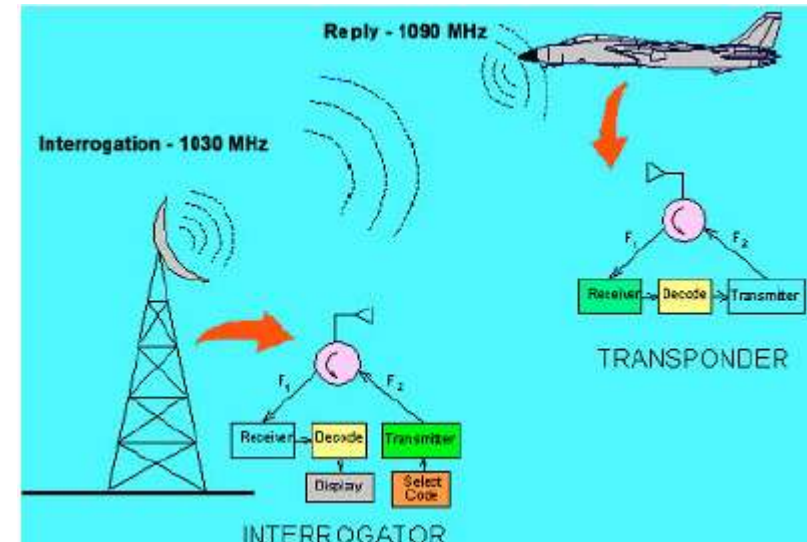 Reply - 1090 MHz
Interrogation - 1030 MHz
F1
F2
Receiver
Decode
Transmitter
TRANSPONDER
F1
F2
Receiver
Decode
Transmitter
Display
Select
Code
INTERROGATOR